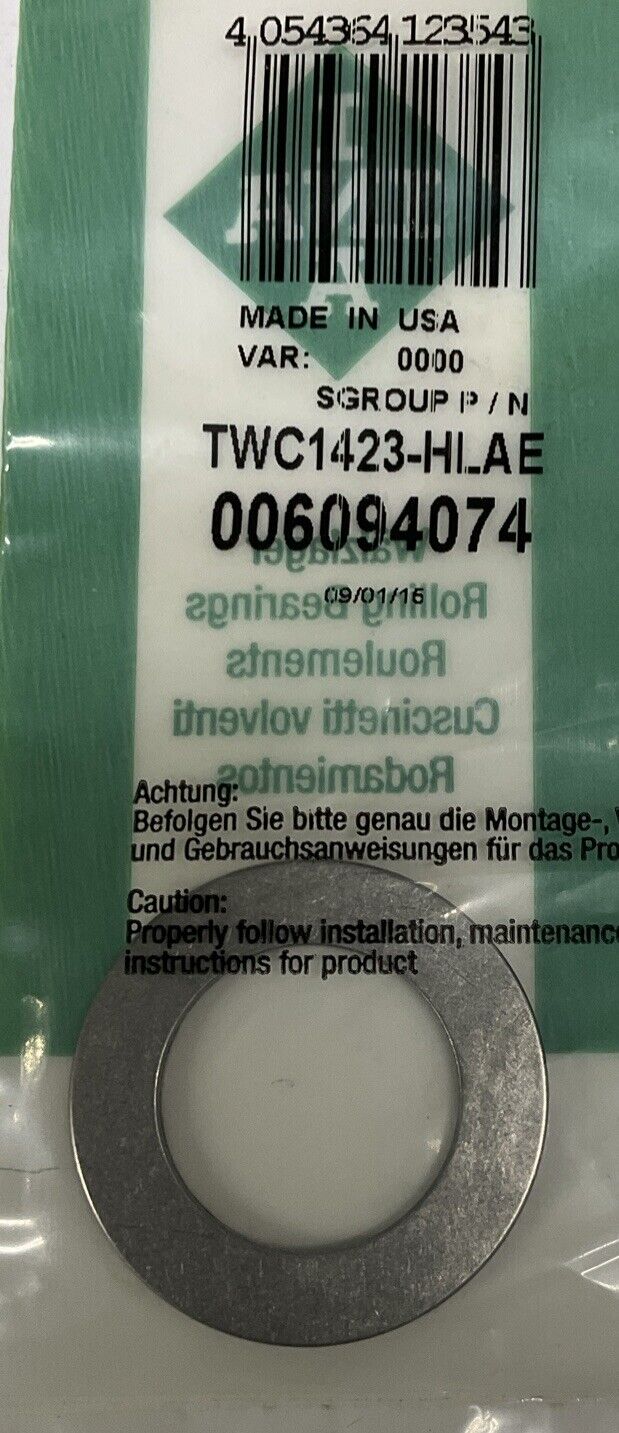 4 054364 123543
INA
MADE IN USA
VAR: 0000
SGROUP P / N
TWC1423-HLAE
006094074
Wälzlager
09/01/16
Rolling Bearings
Roulements
Cuscinetti volventi
Rodamientos
Achtung:
Befolgen Sie bitte genau die Montage-,
und Gebrauchsanweisungen für das
Caution:
Properly follow installation, maintenance
instructions for product